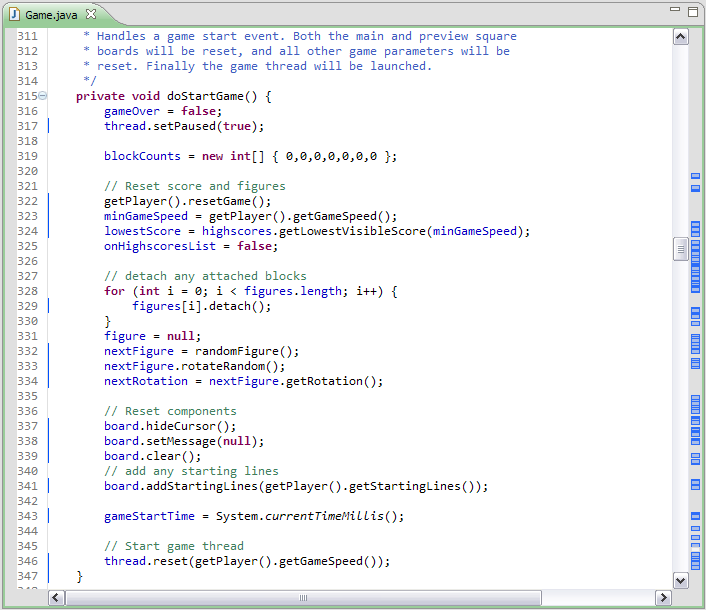 Game.java
311 * Handles a game start event. Both the main and preview square
312 * boards will be reset, and all other game parameters will be
313 * reset. Finally the game thread will be launched.
314 */
315 private void doStartGame() {
316 gameOver = false;
317 thread.setPaused(true);
318
319 blockCounts = new int[] { 0,0,0,0,0,0,0 };
320
321 // Reset score and figures
322 getPlayer().resetGame();
323 minGameSpeed = getPlayer().getGameSpeed();
324 lowestScore = highscores.getLowestVisibleScore(minGameSpeed);
325 onHighscoresList = false;
326
327 // detach any attached blocks
328 for (int i = 0; i < figures.length; i++) {
329 figures[i].detach();
330 }
331 figure = null;
332 nextFigure = randomFigure();
333 nextFigure.rotateRandom();
334 nextRotation = nextFigure.getRotation();
335
336 // Reset components
337 board.hideCursor();
338 board.setMessage(null);
339 board.clear();
340 // add any starting lines
341 board.addStartingLines(getPlayer().getStartingLines());
342
343 gameStartTime = System.currentTimeMillis();
344
345 // Start game thread
346 thread.reset(getPlayer().getGameSpeed());
347 }